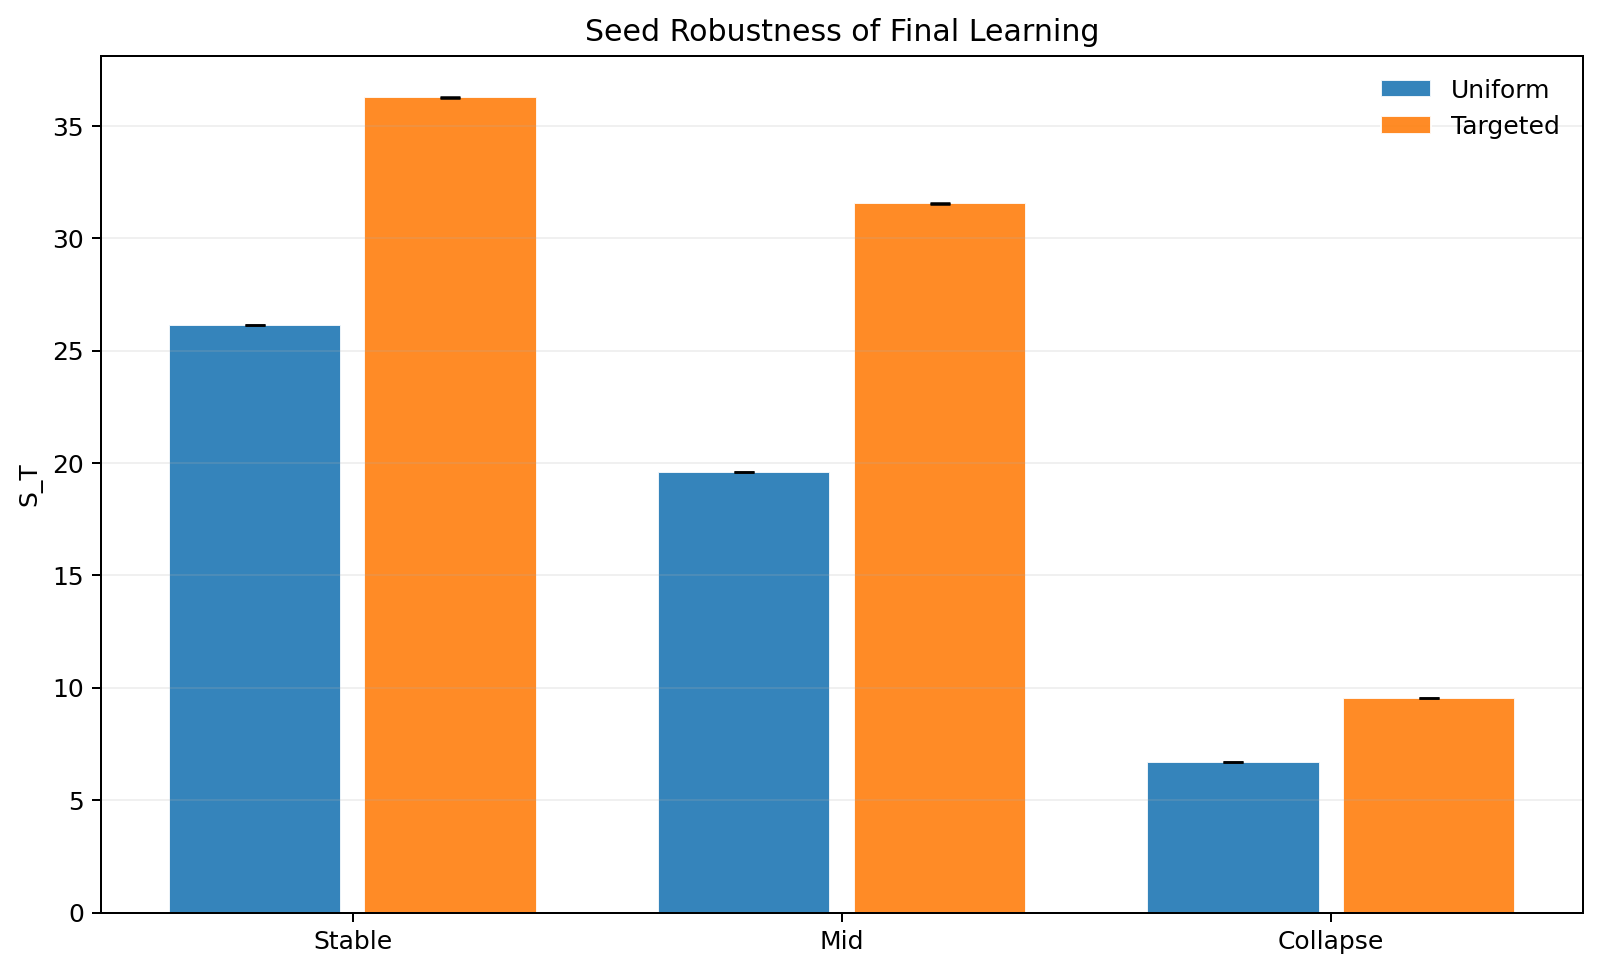 Seed Robustness of Final Learning
Uniform
Targeted
S_T
35
30
25
20
15
10
5
0
Stable
Mid
Collapse